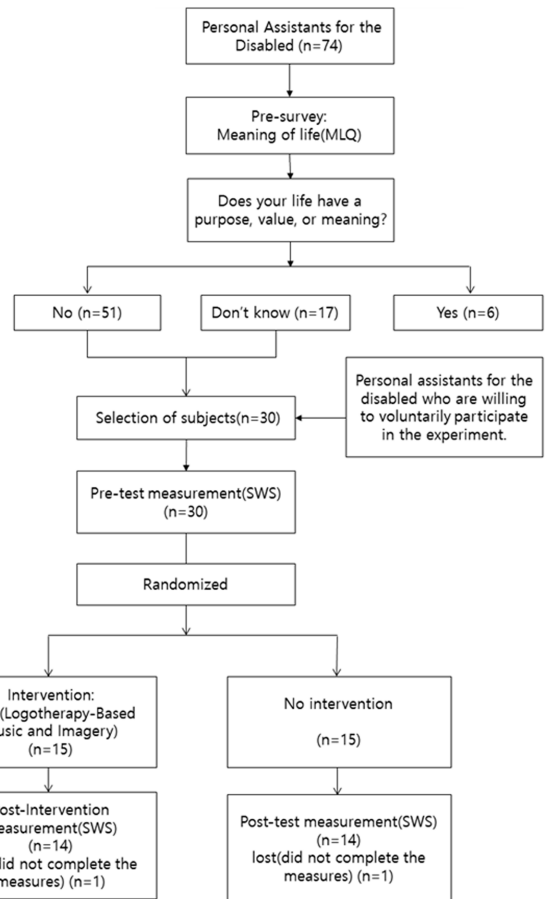 Personal Assistants for the
Disabled (n=74)
Pre-survey:
Meaning of life(MLQ)
Does your life have a
purpose, value, or meaning?
No (n=51)
Don't know (n=17)
Yes (n=6)
Personal assistants for the
disabled who are willing
to voluntarily participate
in the experiment.
Selection of subjects(n=30)
Pre-test measurement(SWS)
(n=30)
Randomized
Intervention:
(Logotherapy-Based
and Imagery)
(n=15)
No intervention
(n=15)
measurement(SWS)
(n=14)
did not complete the
measures) (n=1)
Post-test measurement(SWS)
(n=14)
lost(did not complete the
measures) (n=1)